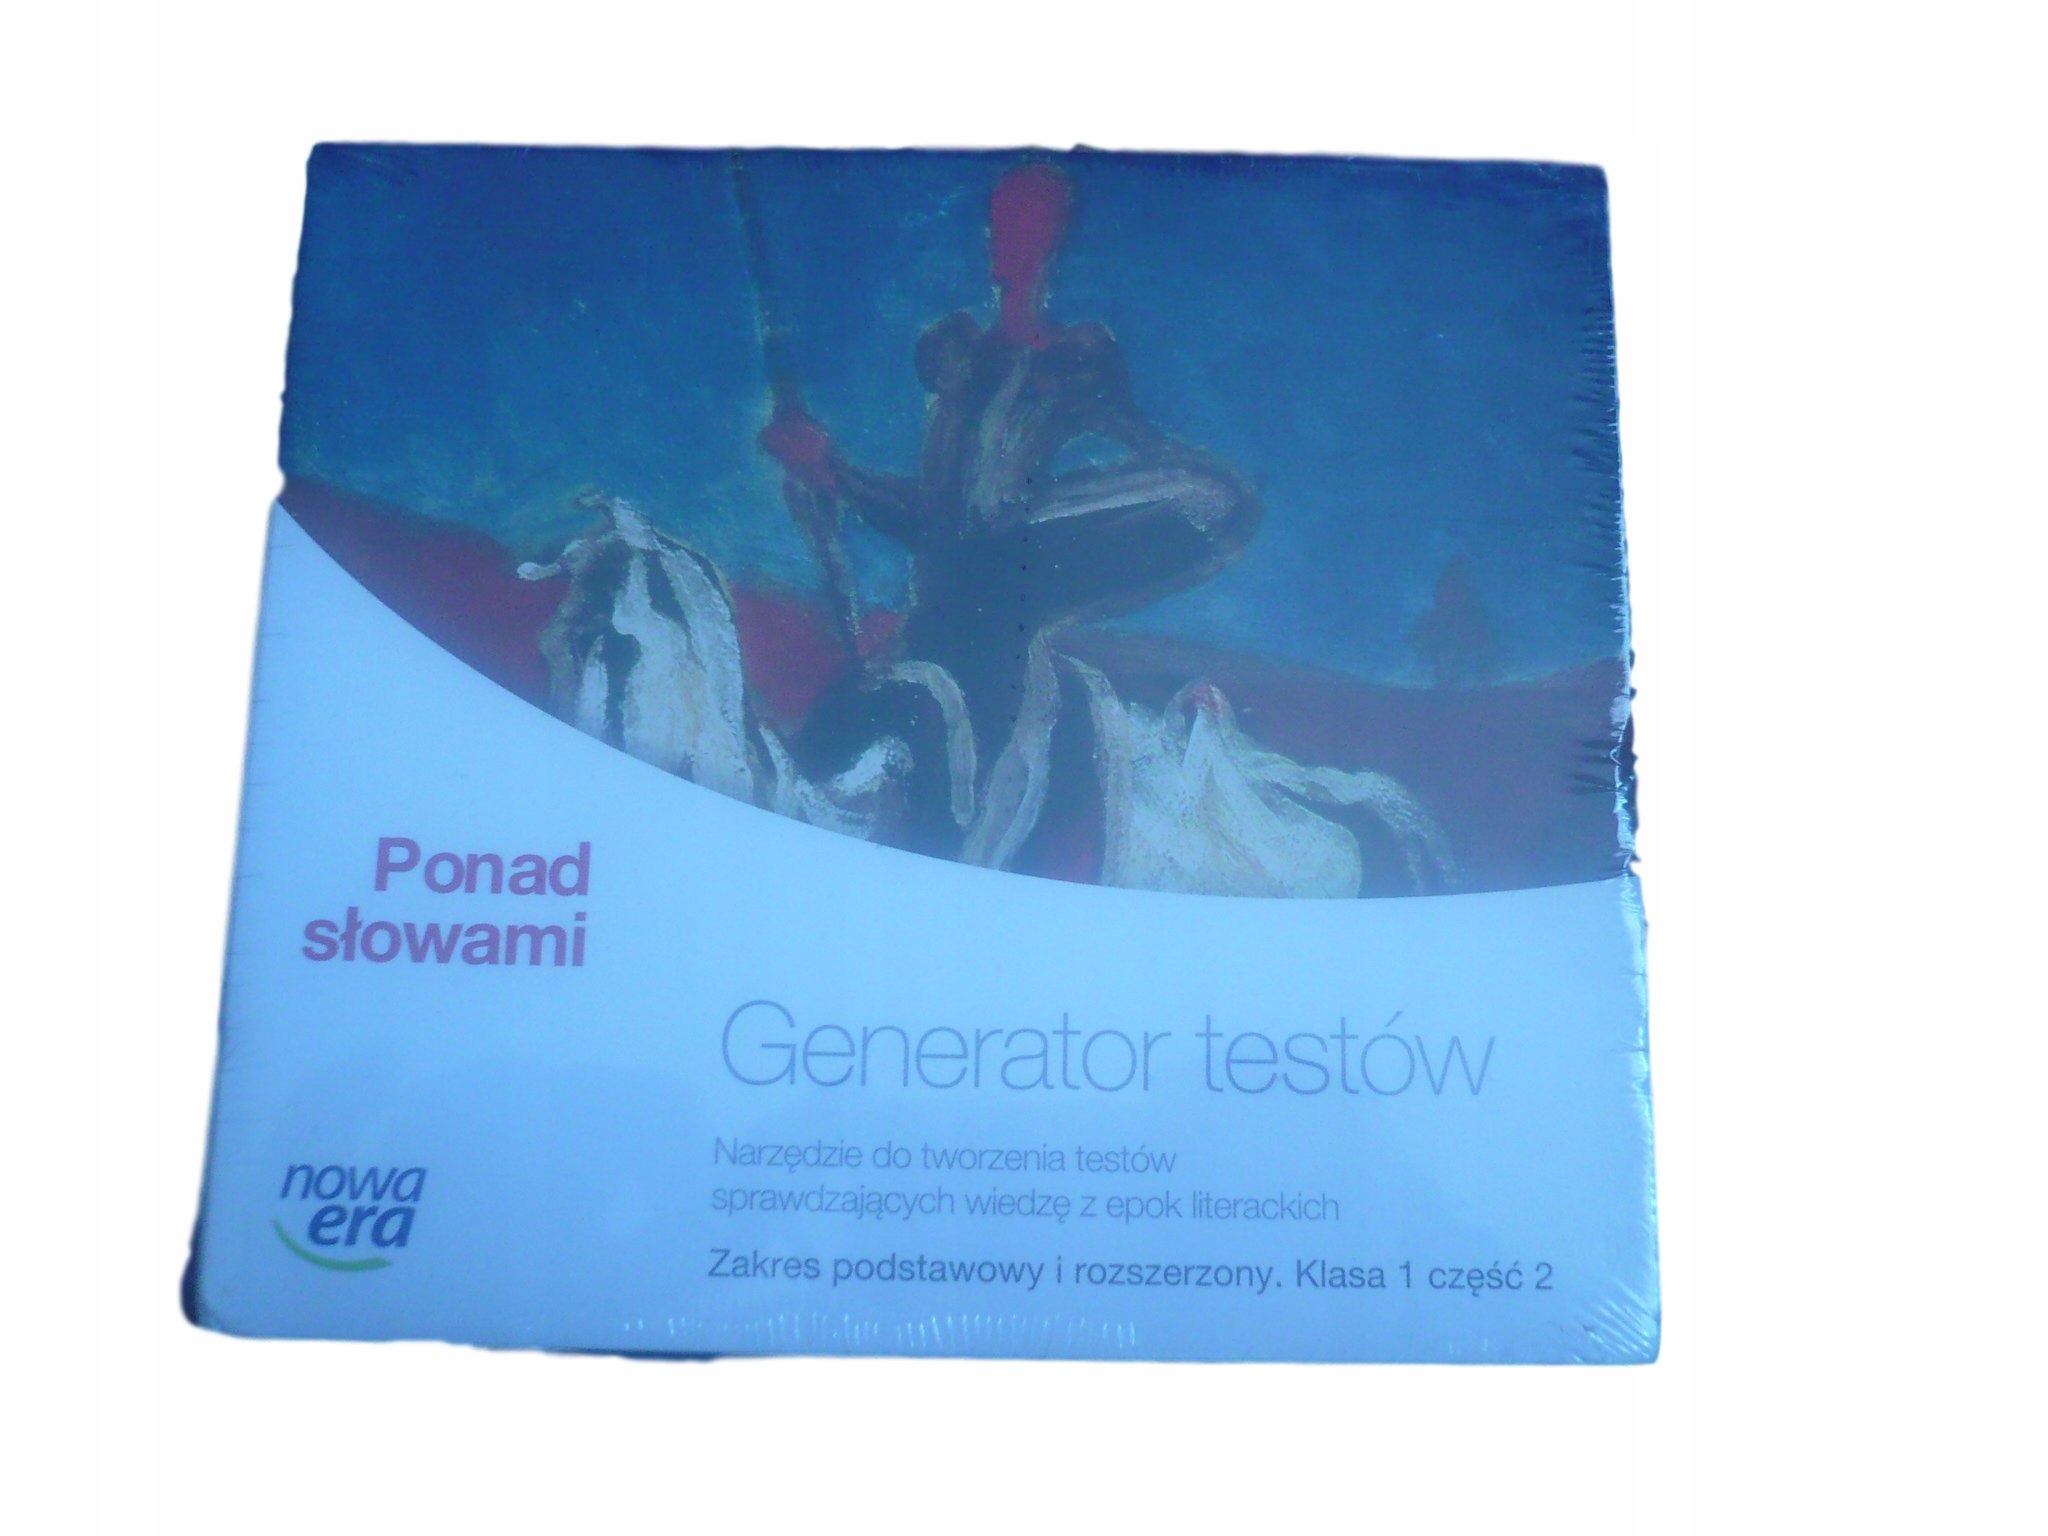 Ponad
słowami
Generator testów
Narzędzie do tworzenia testów
sprawdzających wiedzę z epok literackich
Zakres podstawowy i rozszerzony. Klasa 1 część 2
nowa
era